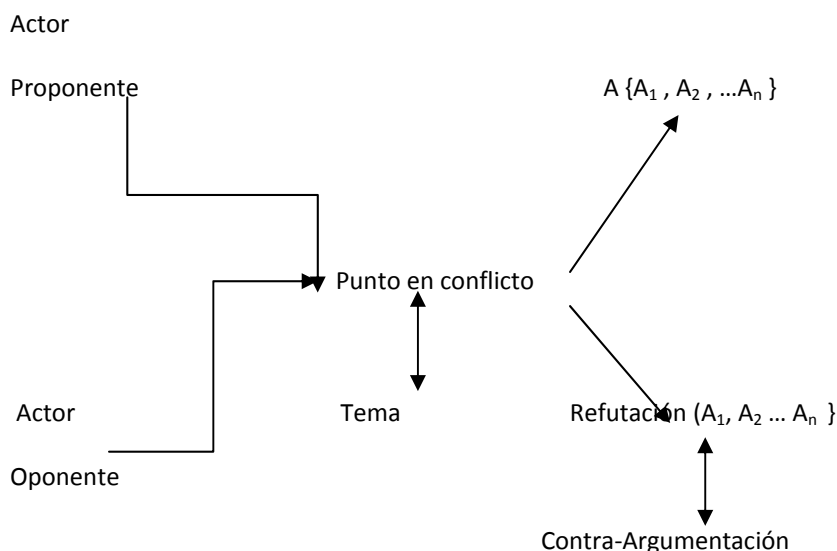 Actor
Proponente
A {A₁ , A₂ , …Aₙ }
Punto en conflicto
Actor
Tema
Refutación (A₁, A₂ … Aₙ }
Oponente
Contra-Argumentación